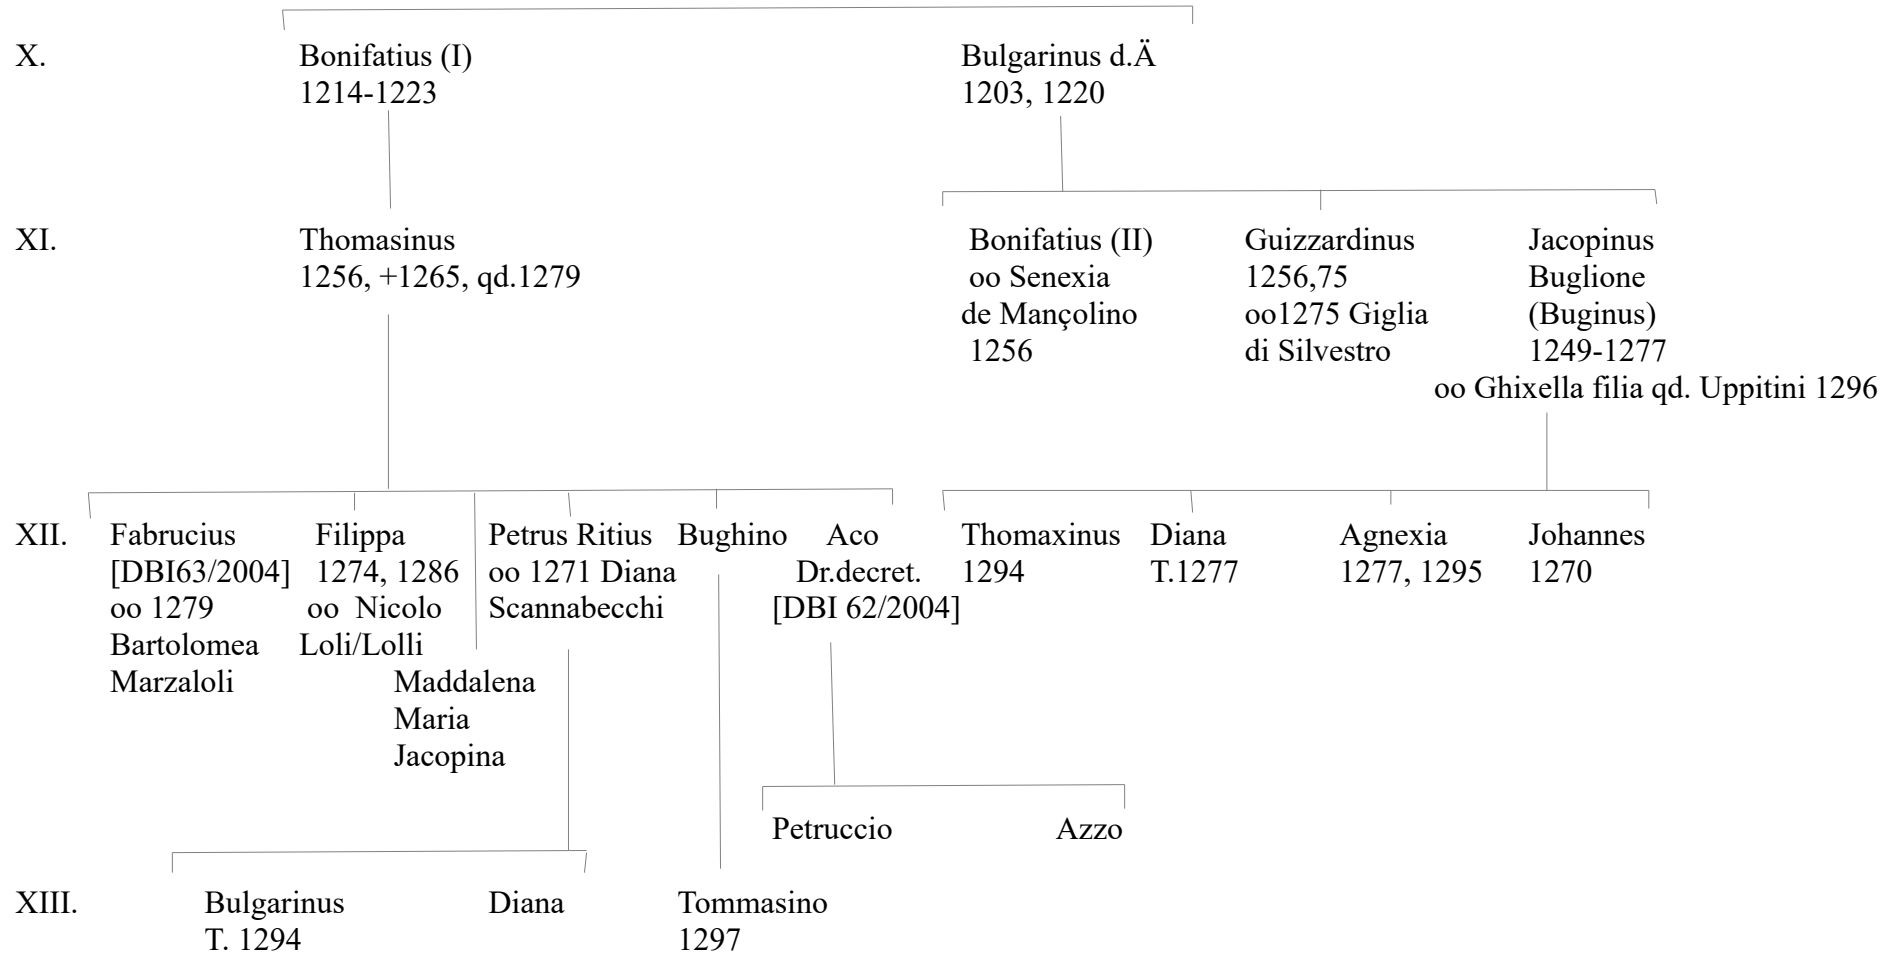 X. Bonifatius (I) Bulgarinus d.Ä
1214-1223 1203, 1220
XI. Thomasinus Bonifatius (II) Guizzardinus Jacopinus
1256, +1265, qd.1279 oo Senexia 1256,75 Buglione
de Mançolino oo1275 Giglia (Buginus)
1256 di Silvestro 1249-1277
oo Ghixella filia qd. Uppitini 1296
XII. Fabrucius Filippa Petrus Ritius Bughino Aco Thomaxinus Diana Agnexia Johannes
[DBI63/2004] 1274, 1286 oo 1271 Diana Dr.decret. 1294 T.1277 1277, 1295 1270
oo 1279 oo Nicolo Scannabecchi [DBI 62/2004]
Bartolomea Loli/Lolli
Marzaloli Maddalena
Maria
Jacopina
Petruccio Azzo
XIII. Bulgarinus Diana Tommasino
T. 1294 1297